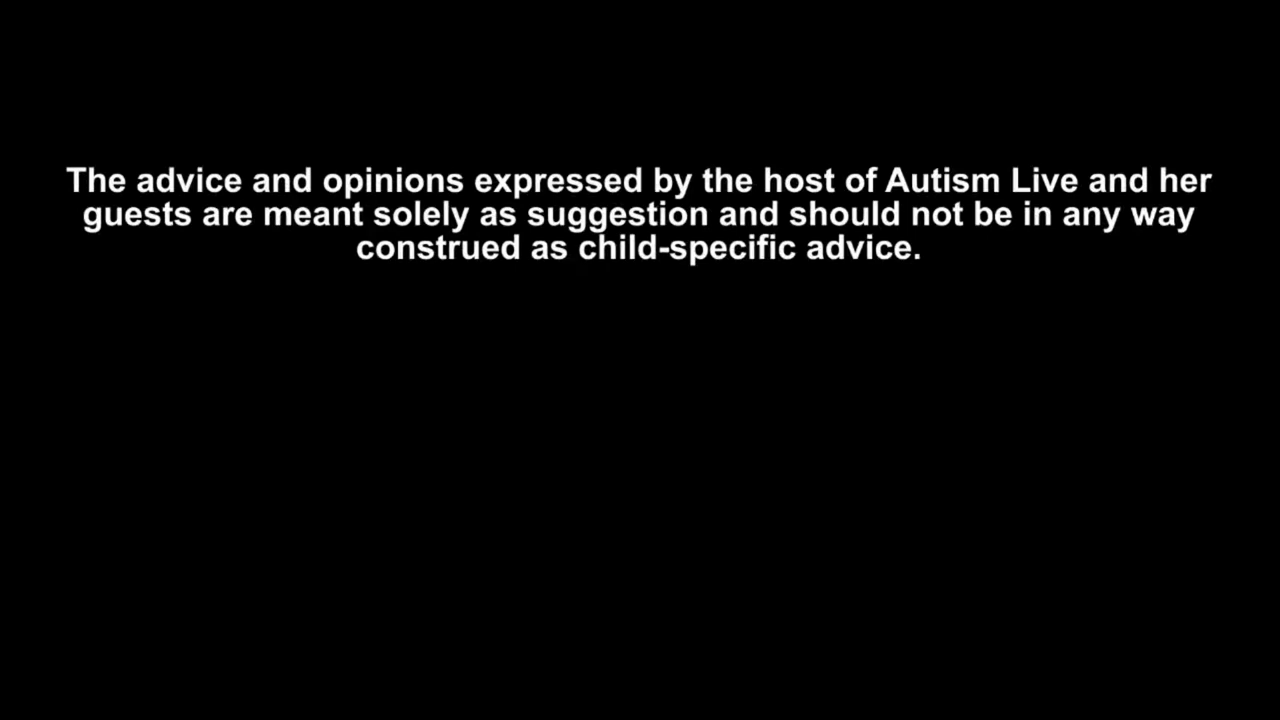 The advice and opinions expressed by the host of Autism Live and her
guests are meant solely as suggestion and should not be in any way
construed as child-specific advice.